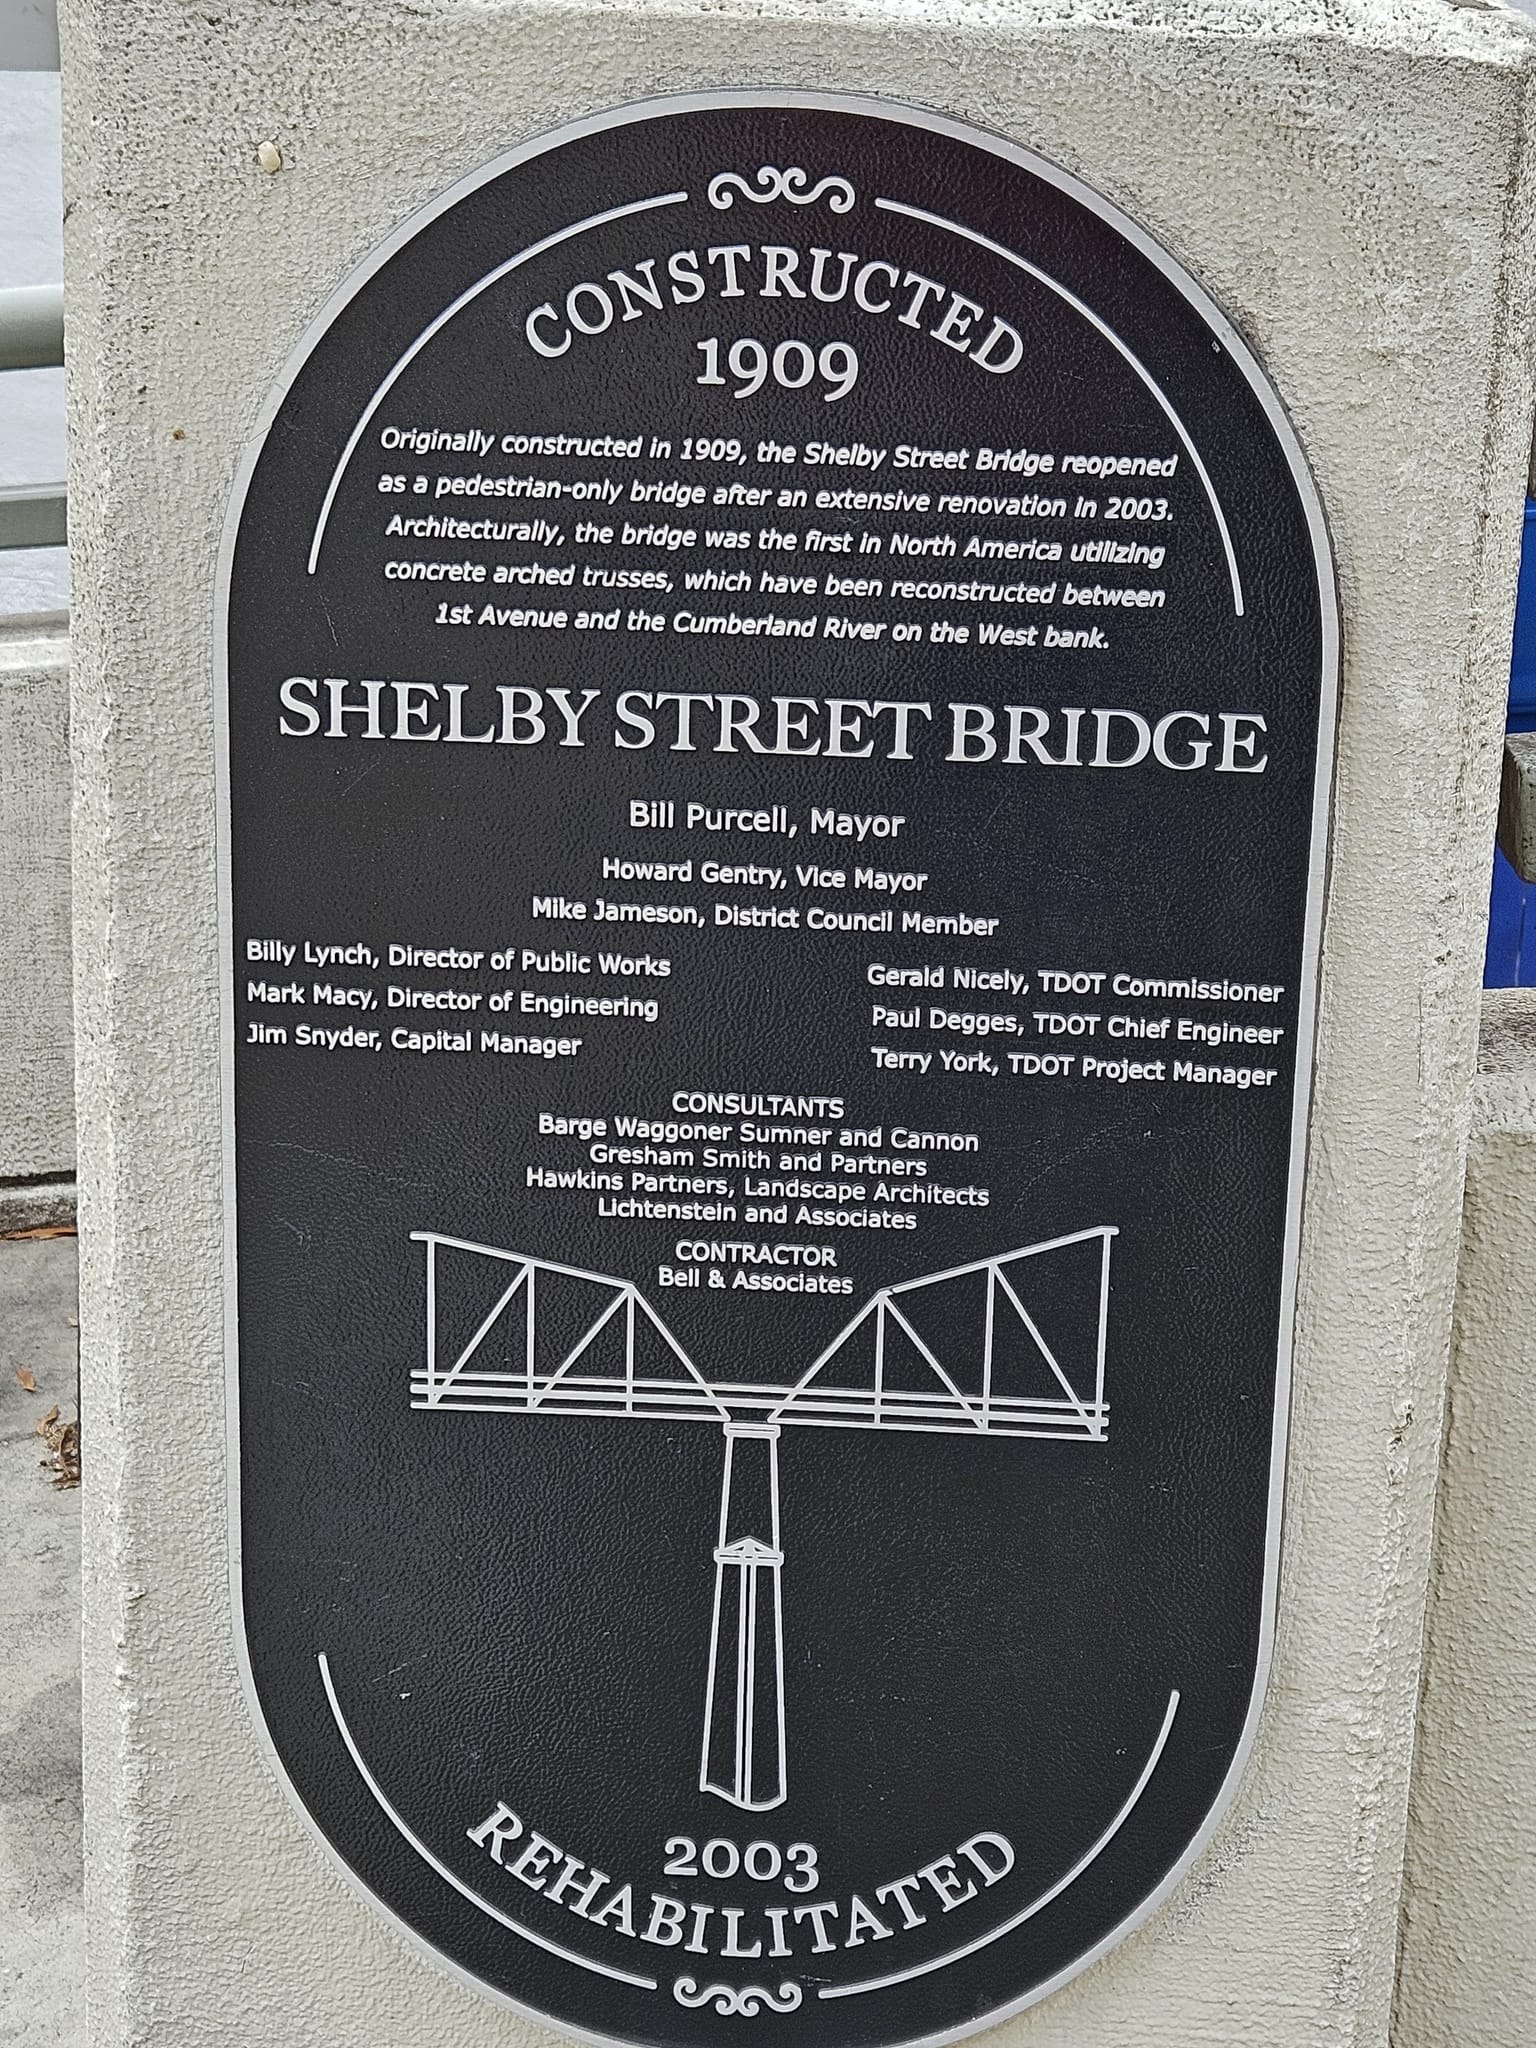 CONSTRUCTED
1909
Originally constructed in 1909, the Shelby Street Bridge reopened
as a pedestrian-only bridge after an extensive renovation in 2003.
Architecturally, the bridge was the first in North America utilizing
concrete arched trusses, which have been reconstructed between
1st Avenue and the Cumberland River on the West bank.
SHELBY STREET BRIDGE
Bill Purcell, Mayor
Howard Gentry, Vice Mayor
Mike Jameson, District Council Member
Billy Lynch, Director of Public Works
Mark Macy, Director of Engineering
Jim Snyder, Capital Manager
Gerald Nicely, TDOT Commissioner
Paul Degges, TDOT Chief Engineer
Terry York, TDOT Project Manager
CONSULTANTS
Barge Waggoner Sumner and Cannon
Gresham Smith and Partners
Hawkins Partners, Landscape Architects
Lichtenstein and Associates
CONTRACTOR
Bell & Associates
2003
REHABILITATED